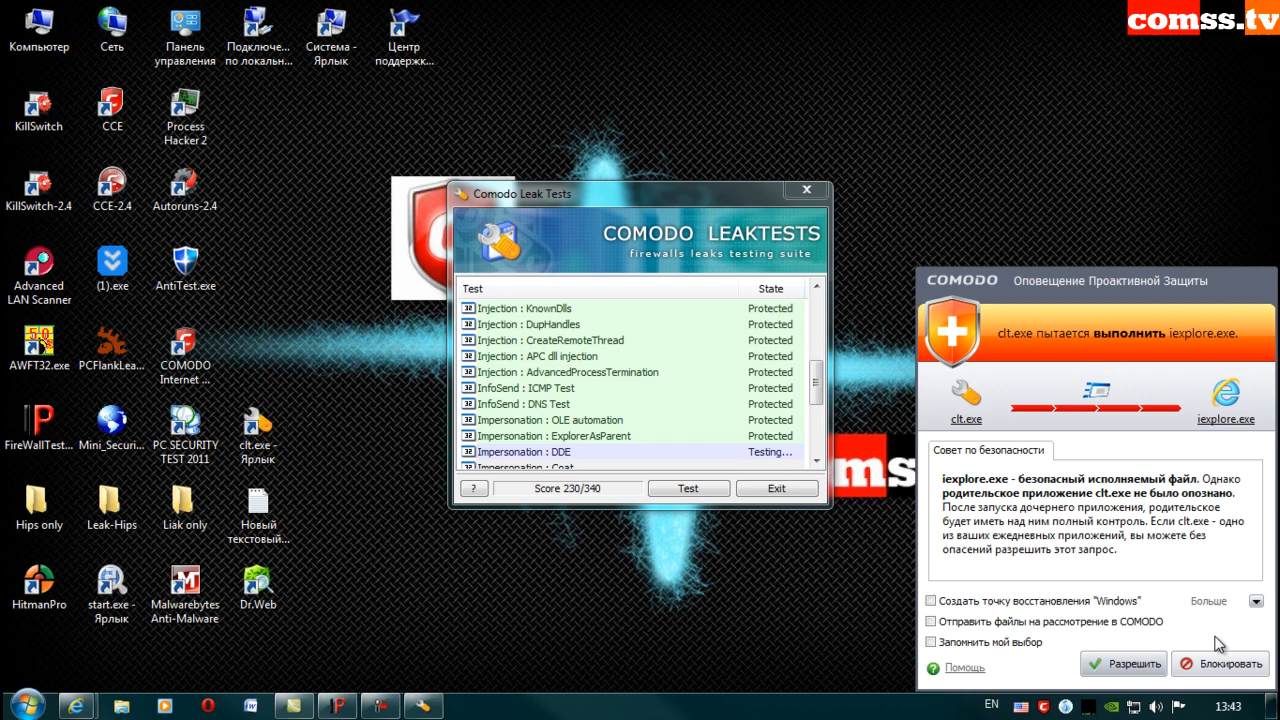 comss.tv
Компьютер
Сеть
Панель
управления
Подключе...
по локальн...
Система -
Ярлык
Центр
поддержк...
KillSwitch
CCE
Process
Hacker 2
KillSwitch-2.4
CCE-2.4
Autoruns-2.4
Advanced
LAN Scanner
(1).exe
AntiTest.exe
AWFT32.exe
PCFlankLea...
COMODO
Internet ...
FireWallTest...
Mini_Securi...
PC SECURITY
TEST 2011
clt.exe -
Ярлык
Hips only
Leak-Hips
Liak only
Новый
текстовый...
HitmanPro
start.exe -
Ярлык
Malwarebytes
Anti-Malware
Dr.Web
Comodo Leak Tests
COMODO LEAKTESTS
firewalls leaks testing suite
Test State
Injection : KnownDlls Protected
Injection : DupHandles Protected
Injection : CreateRemoteThread Protected
Injection : APC dll injection Protected
Injection : AdvancedProcessTermination Protected
InfoSend : ICMP Test Protected
InfoSend : DNS Test Protected
Impersonation : OLE automation Protected
Impersonation : ExplorerAsParent Protected
Impersonation : DDE Testing...
Impersonation : Coat
? Score 230/340 Test Exit
coms
COMODO Оповещение Проактивной Защиты
clt.exe пытается выполнить iexplore.exe.
clt.exe iexplore.exe
Совет по безопасности
iexplore.exe - безопасный исполняемый файл. Однако
родительское приложение clt.exe не было опознано.
После запуска дочернего приложения, родительское
будет иметь над ним полный контроль. Если clt.exe - одно
из ваших ежедневных приложений, вы можете без
опасений разрешить этот запрос.
Создать точку восстановления "Windows" Больше
Отправить файлы на рассмотрение в COMODO
Запомнить мой выбор
Помощь Разрешить Блокировать
EN 13:43